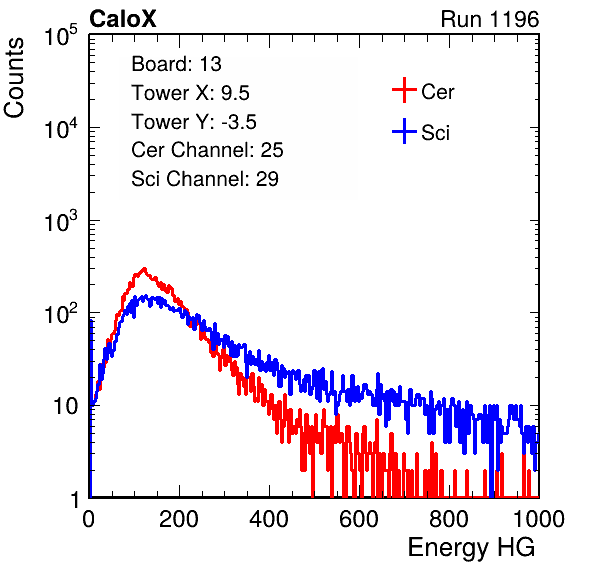 CaloX Run 1196
Counts
Board: 13
Tower X: 9.5
Tower Y: -3.5
Cer Channel: 25
Sci Channel: 29
Cer
Sci
10^5
10^4
10^3
10^2
10
1
0 200 400 600 800 1000
Energy HG